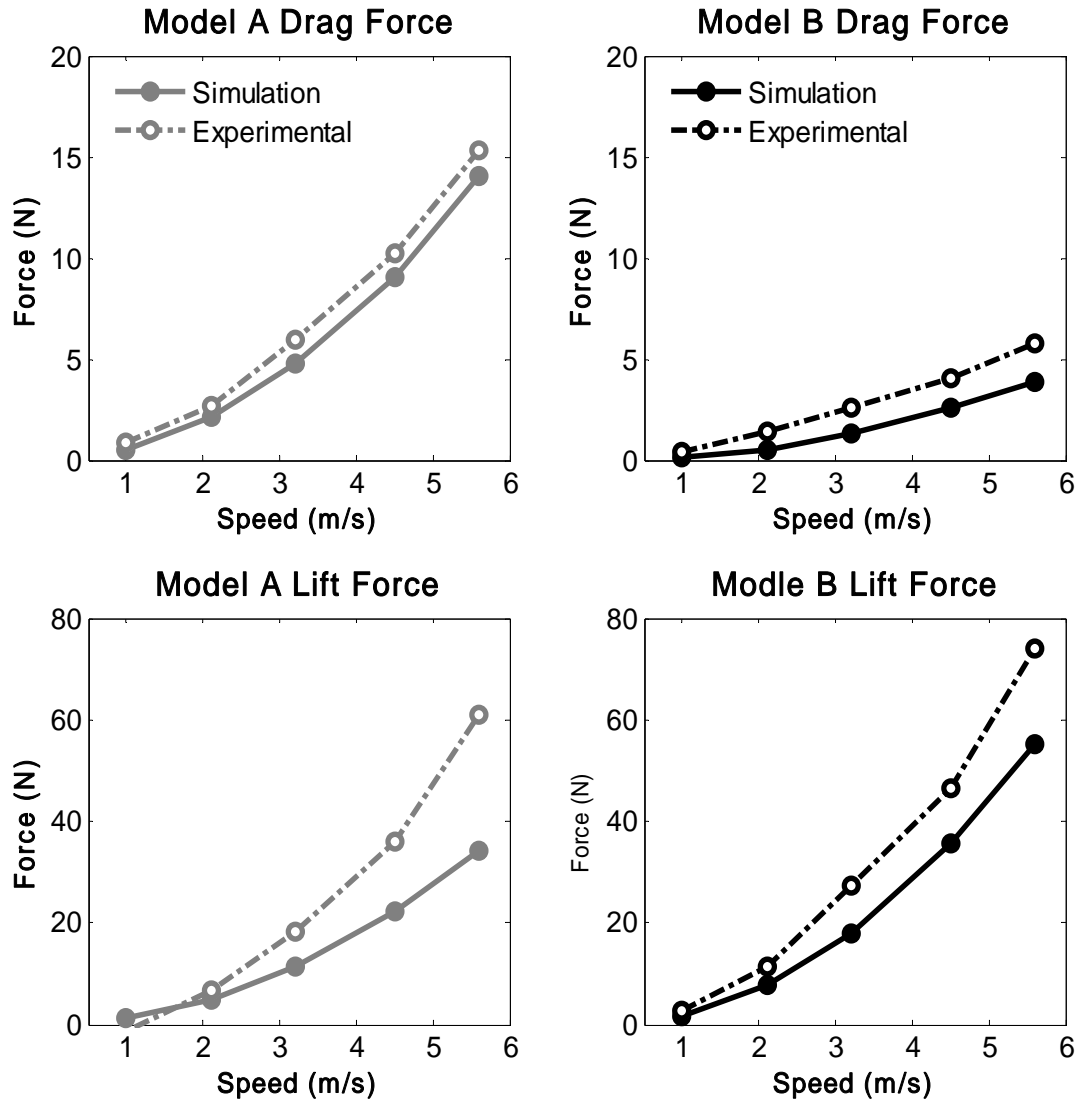 Model A Drag Force
20
15
10
5
0
Force (N)
Simulation
Experimental
1 2 3 4 5 6
Speed (m/s)
Model B Drag Force
20
15
10
5
0
Force (N)
Simulation
Experimental
1 2 3 4 5 6
Speed (m/s)
Model A Lift Force
80
60
40
20
0
Force (N)
1 2 3 4 5 6
Speed (m/s)
Modle B Lift Force
80
60
40
20
0
Force (N)
1 2 3 4 5 6
Speed (m/s)